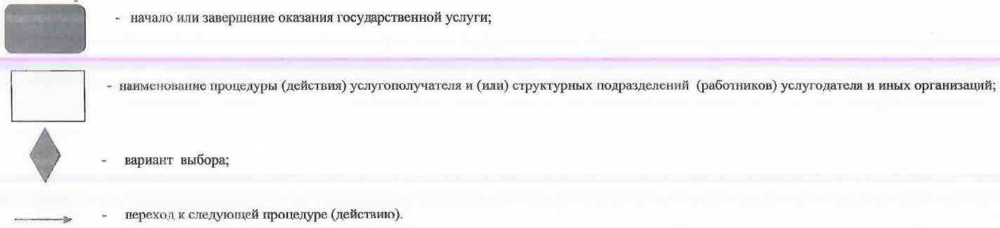 - начало или завершение оказания государственной услуги;
- наименование процедуры (действия) услугополучателя и (или) структурных подразделений (работников) услугодателя и иных организаций;
- вариант выбора;
- переход к следующей процедуре (действию).